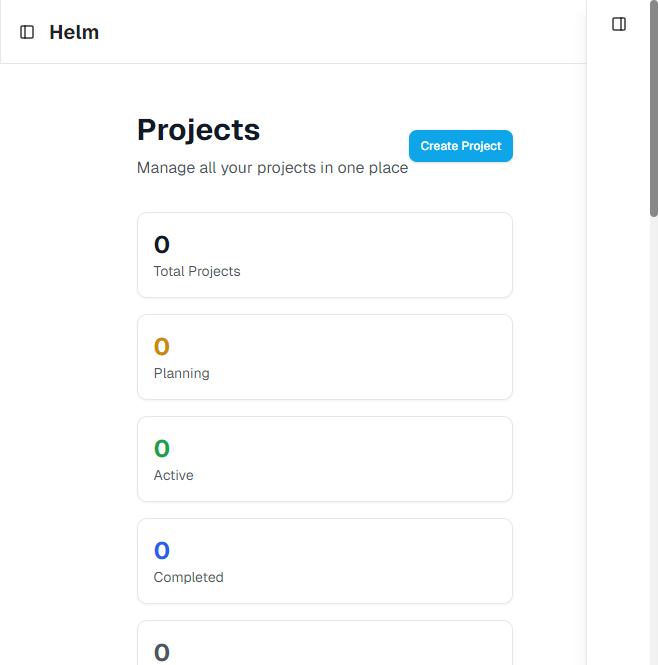 Helm
Projects
Create Project
Manage all your projects in one place
0
Total Projects
0
Planning
0
Active
0
Completed
0